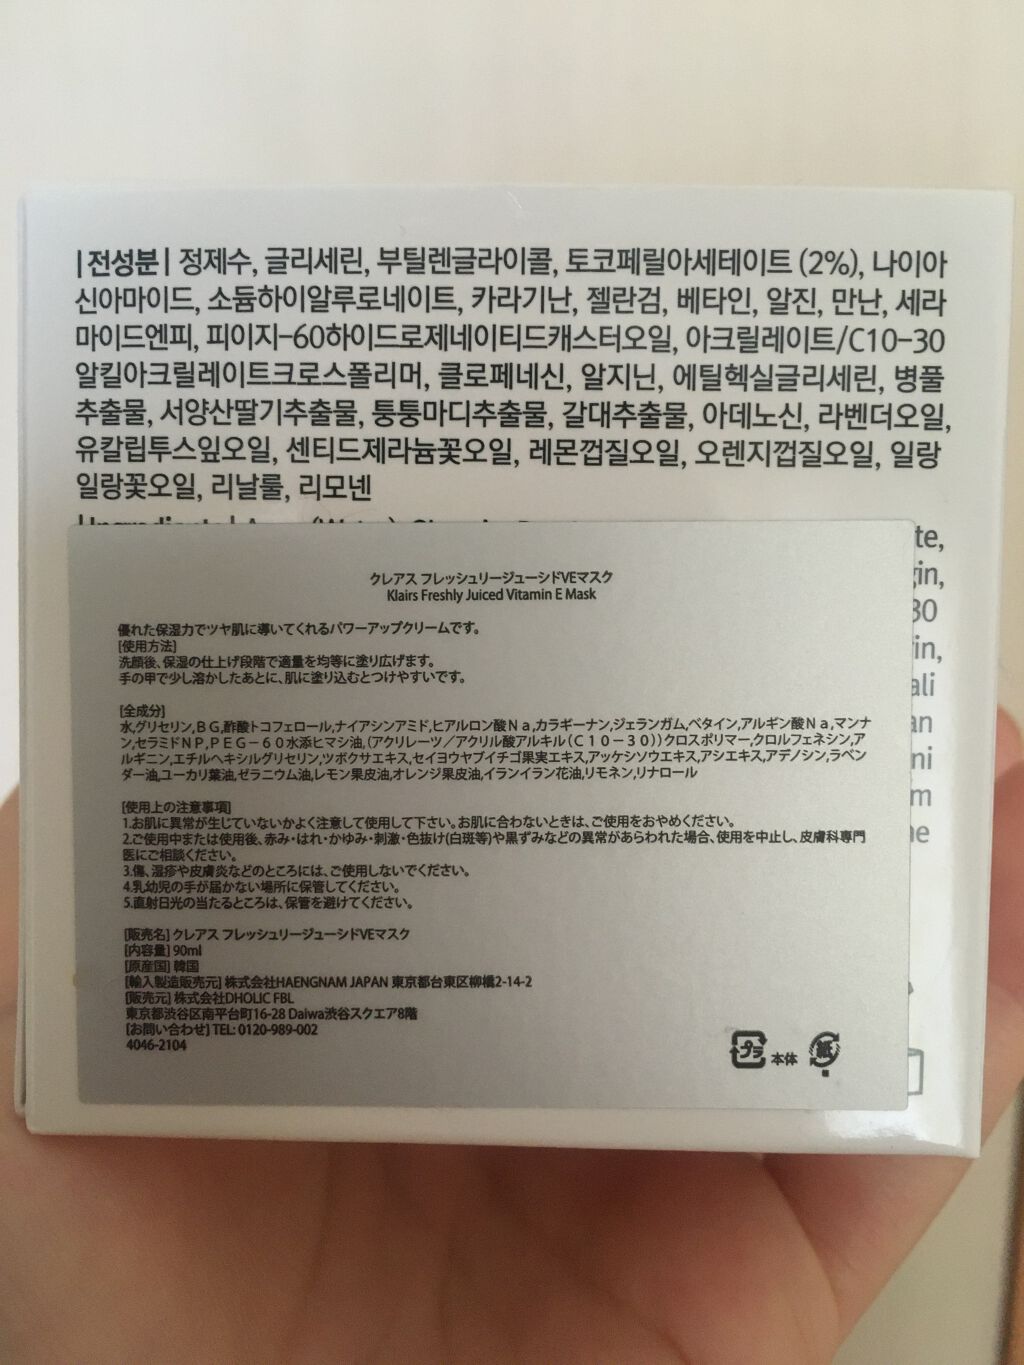 |전성분| 정제수, 글리세린, 부틸렌글라이콜, 토코페릴아세테이트 (2%), 나이아
신아마이드, 소듐하이알루로네이트, 카라기난, 젤란검, 베타인, 알진, 만난, 세라
마이드엔피, 피이지-60하이드로제네이티드캐스터오일, 아크릴레이트/C10-30
알킬아크릴레이트크로스폴리머, 클로페네신, 알지닌, 에틸헥실글리세린, 병풀
추출물, 서양산딸기추출물, 퉁퉁마디추출물, 갈대추출물, 아데노신, 라벤더오일,
유칼립투스잎오일, 센티드제라늄꽃오일, 레몬껍질오일, 오렌지껍질오일, 일랑
일랑꽃오일, 리날룰, 리모넨
クレアス フレッシュリージューシドVEマスク
Klairs Freshly Juiced Vitamin E Mask
優れた保湿力でツヤ肌に導いてくれるパワーアップクリームです。
[使用方法]
洗顔後、保湿の仕上げ段階で適量を均等に塗り広げます。
手の甲で少し溶かしたあとに、肌に塗り込むとつけやすいです。
[全成分]
水,グリセリン,BG,酢酸トコフェロール,ナイアシンアミド,ヒアルロン酸Na,カラギーナン,ジェランガム,ベタイン,アルギン酸Na,マンナ
ン,セラミドNP,PEG-60水添ヒマシ油,(アクリレーツ/アクリル酸アルキル(C10-30))クロスポリマー,クロルフェネシン,ア
ルギニン,エチルヘキシルグリセリン,ツボクサエキス,セイヨウヤブイチゴ果実エキス,アッケシソウエキス,アシエキス,アデノシン,ラベン
ダー油,ユーカリ葉油,ゼラニウム油,レモン果皮油,オレンジ果皮油,イランイラン花油,リモネン,リナロール
[使用上の注意事項]
1.お肌に異常が生じていないかよく注意して使用して下さい。お肌に合わないときは、ご使用をおやめください。
2.ご使用中または使用後、赤み・はれ・かゆみ・刺激・色抜け(白斑等)や黒ずみなどの異常があらわれた場合、使用を中止し、皮膚科専門
医にご相談ください。
3.傷、湿疹や皮膚炎などのところには、ご使用しないでください。
4.乳幼児の手が届かない場所に保管してください。
5.直射日光の当たるところは、保管を避けてください。
[販売名] クレアス フレッシュリージューシドVEマスク
[内容量] 90ml
[原産国] 韓国
[輸入製造販売元] 株式会社HAENGNAM JAPAN 東京都台東区柳橋2-14-2
[販売元] 株式会社DHOLIC FBL
東京都渋谷区南平台町16-28 Daiwa渋谷スクエア8階
[お問い合わせ] TEL: 0120-989-002
4046-2104
プラ 本体 紙